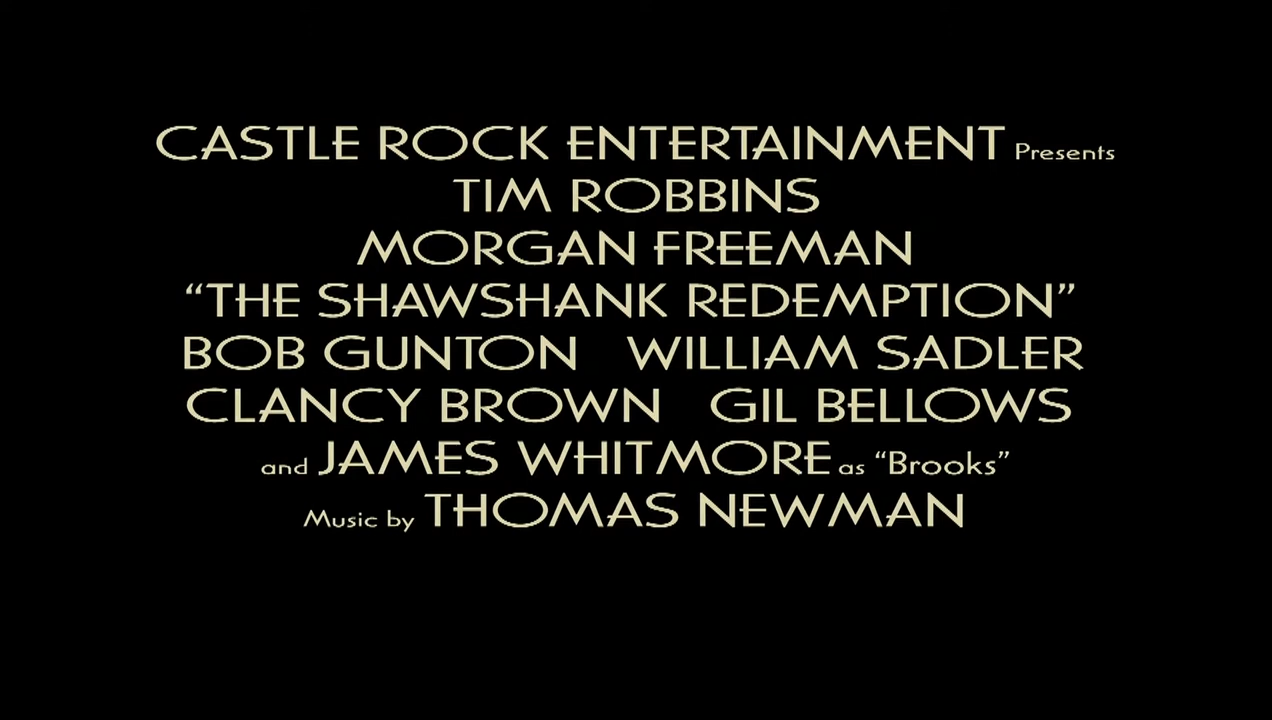 CASTLE ROCK ENTERTAINMENT Presents
TIM ROBBINS
MORGAN FREEMAN
“THE SHAWSHANK REDEMPTION”
BOB GUNTON WILLIAM SADLER
CLANCY BROWN GIL BELLOWS
and JAMES WHITMORE as “Brooks”
Music by THOMAS NEWMAN